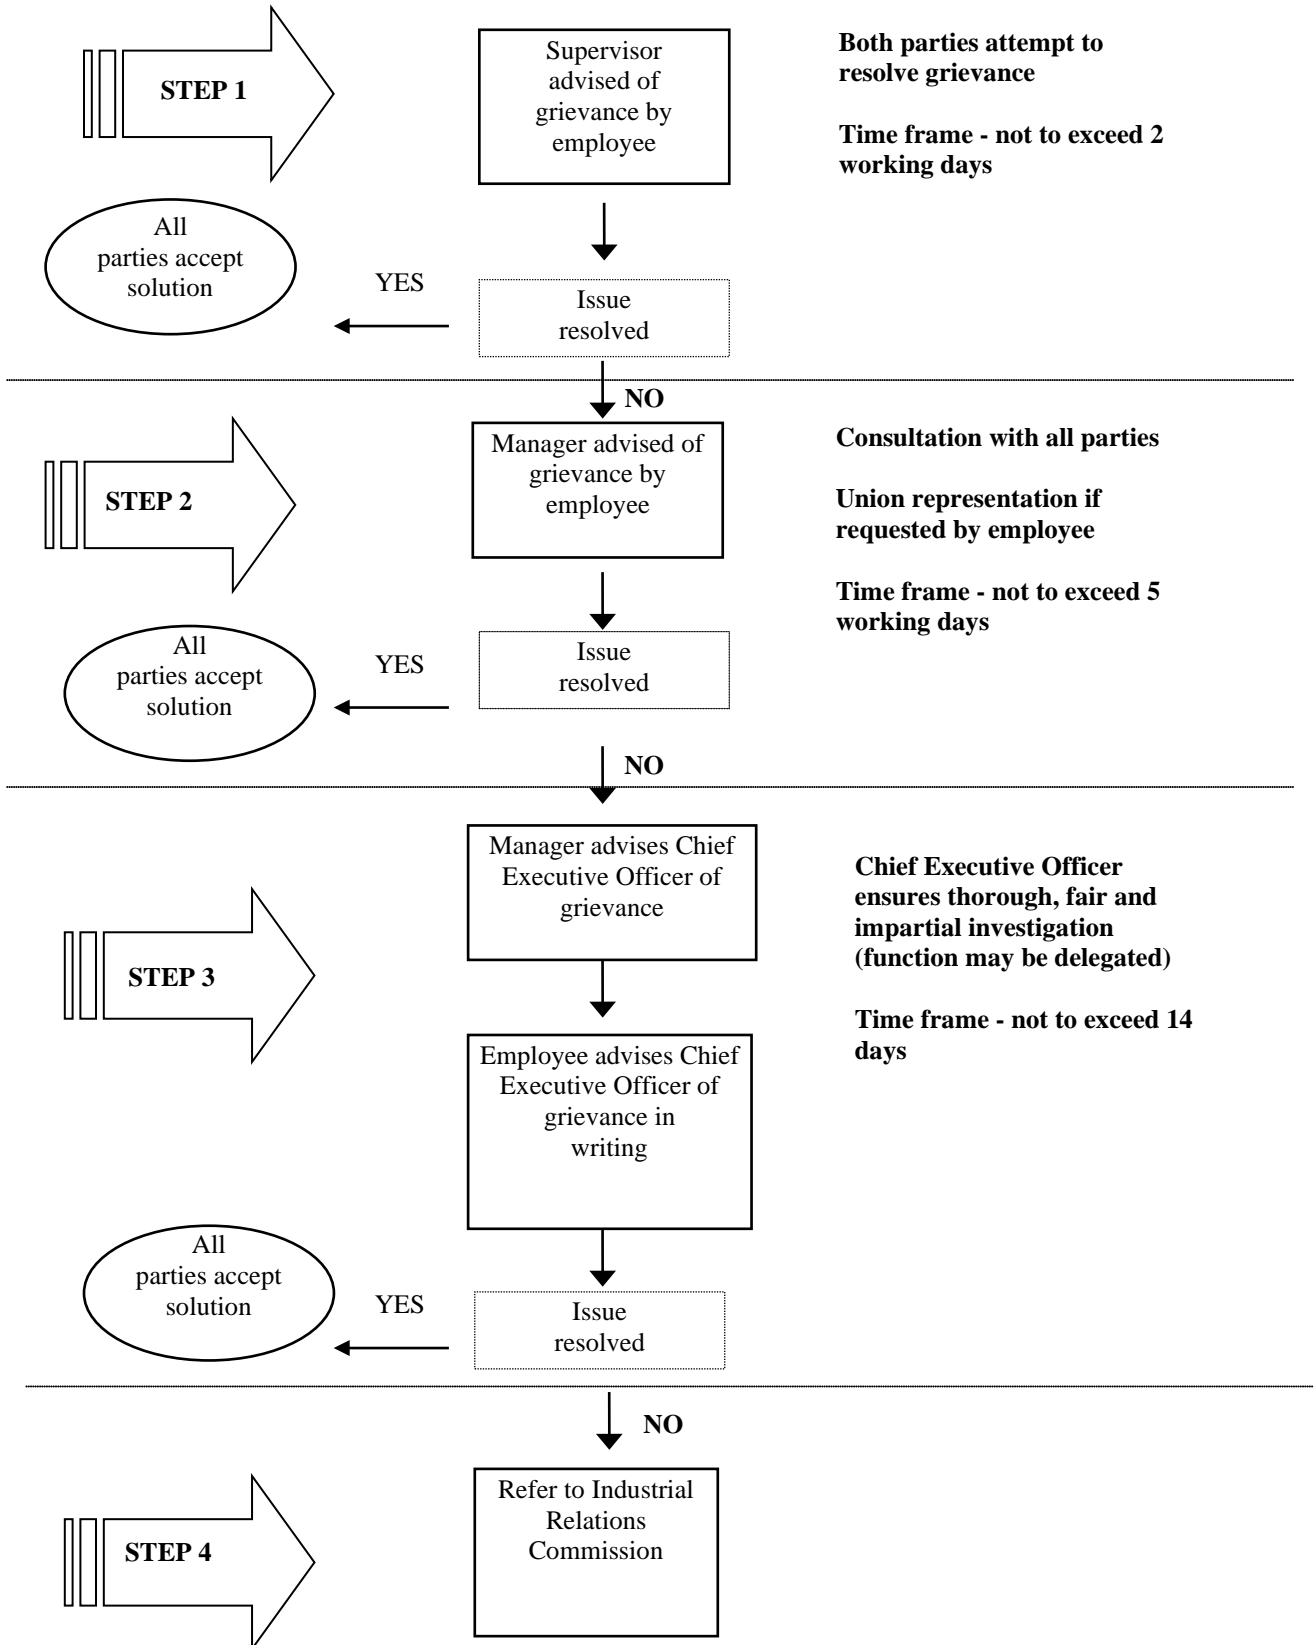 STEP 1
Supervisor
advised of
grievance by
employee
Both parties attempt to
resolve grievance
Time frame - not to exceed 2
working days
All
parties accept
solution
YES
Issue
resolved
NO
STEP 2
Manager advised of
grievance by
employee
Consultation with all parties
Union representation if
requested by employee
Time frame - not to exceed 5
working days
All
parties accept
solution
YES
Issue
resolved
NO
STEP 3
Manager advises Chief
Executive Officer of
grievance
Chief Executive Officer
ensures thorough, fair and
impartial investigation
(function may be delegated)
Time frame - not to exceed 14
days
Employee advises Chief
Executive Officer of
grievance in
writing
All
parties accept
solution
YES
Issue
resolved
NO
STEP 4
Refer to Industrial
Relations
Commission